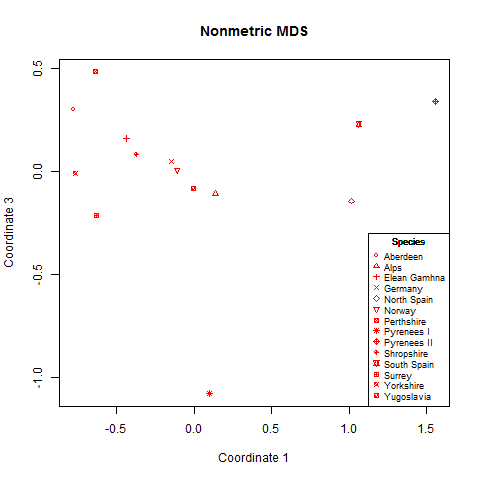 Nonmetric MDS
Coordinate 3
0.5
0.0
-0.5
-1.0
Species
Aberdeen
Alps
Elean Gamhna
Germany
North Spain
Norway
Perthshire
Pyrenees I
Pyrenees II
Shropshire
South Spain
Surrey
Yorkshire
Yugoslavia
-0.5 0.0 0.5 1.0 1.5
Coordinate 1